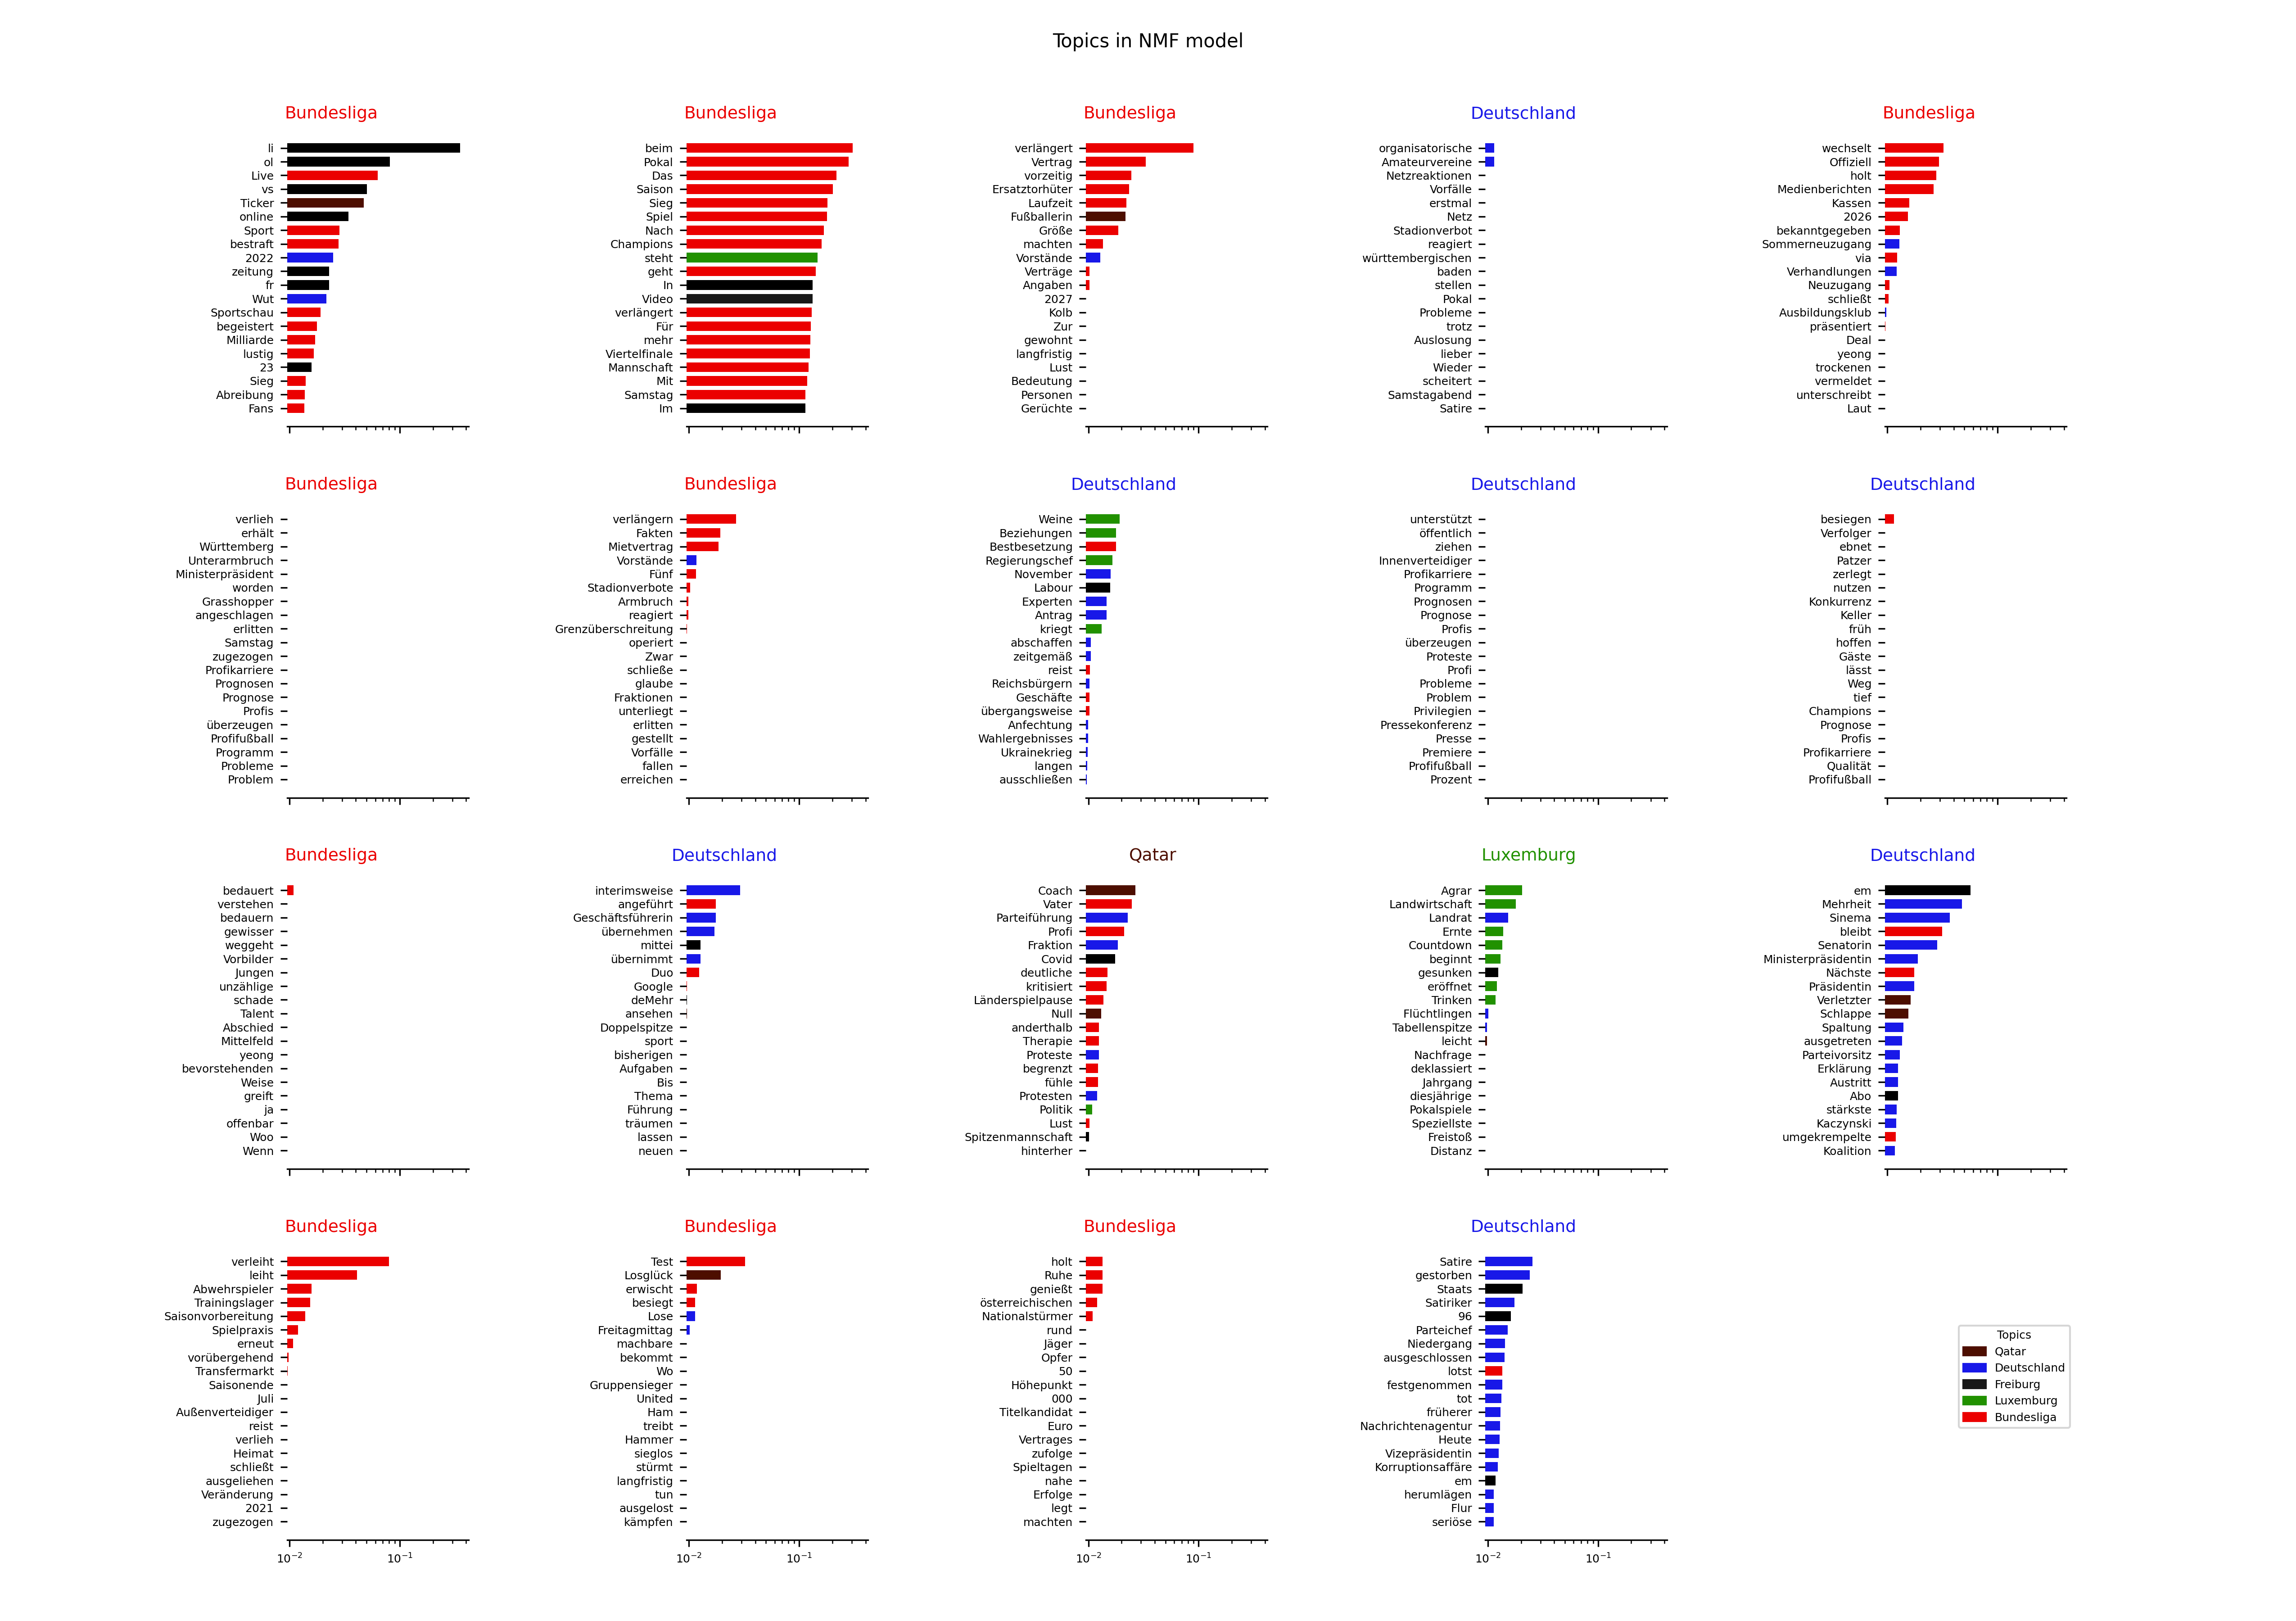 Topics in NMF model
Bundesliga
li
ol
Live
vs
Ticker
online
Sport
bestraft
2022
zeitung
fr
Wut
Sportschau
begeistert
Milliarde
lustig
23
Sieg
Abreibung
Fans
Bundesliga
beim
Pokal
Das
Saison
Sieg
Spiel
Nach
Champions
steht
geht
In
Video
verlängert
Für
mehr
Viertelfinale
Mannschaft
Mit
Samstag
Im
Bundesliga
verlängert
Vertrag
vorzeitig
Ersatztorhüter
Laufzeit
Fußballerin
Größe
machten
Vorstände
Verträge
Angaben
2027
Kolb
Zur
gewohnt
langfristig
Lust
Bedeutung
Personen
Gerüchte
Deutschland
organisatorische
Amateurvereine
Netzreaktionen
Vorfälle
erstmal
Netz
Stadionverbot
reagiert
württembergischen
baden
stellen
Pokal
Probleme
trotz
Auslosung
lieber
Wieder
scheitert
Samstagabend
Satire
Bundesliga
wechselt
Offiziell
holt
Medienberichten
Kassen
2026
bekanntgegeben
Sommerneuzugang
via
Verhandlungen
Neuzugang
schließt
Ausbildungsklub
präsentiert
Deal
yeong
trockenen
vermeldet
unterschreibt
Laut
Bundesliga
verlieh
erhält
Württemberg
Unterarmbruch
Ministerpräsident
worden
Grasshopper
angeschlagen
erlitten
Samstag
zugezogen
Profikarriere
Prognosen
Prognose
Profis
überzeugen
Profifußball
Programm
Probleme
Problem
Bundesliga
verlängern
Fakten
Mietvertrag
Vorstände
Fünf
Stadionverbote
Armbruch
reagiert
Grenzüberschreitung
operiert
Zwar
schließe
glaube
Fraktionen
unterliegt
erlitten
gestellt
Vorfälle
fallen
erreichen
Deutschland
Weine
Beziehungen
Bestbesetzung
Regierungschef
November
Labour
Experten
Antrag
kriegt
abschaffen
zeitgemäß
reist
Reichsbürgern
Geschäfte
übergangsweise
Anfechtung
Wahlergebnisses
Ukrainekrieg
langen
ausschließen
Deutschland
unterstützt
öffentlich
ziehen
Innenverteidiger
Profikarriere
Programm
Prognosen
Prognose
Profis
überzeugen
Proteste
Profi
Probleme
Problem
Privilegien
Pressekonferenz
Presse
Premiere
Profifußball
Prozent
Deutschland
besiegen
Verfolger
ebnet
Patzer
zerlegt
nutzen
Konkurrenz
Keller
früh
hoffen
Gäste
lässt
Weg
tief
Champions
Prognose
Profis
Profikarriere
Qualität
Profifußball
Bundesliga
bedauert
verstehen
bedauern
gewisser
weggeht
Vorbilder
Jungen
unzählige
schade
Talent
Abschied
Mittelfeld
yeong
bevorstehenden
Weise
greift
ja
offenbar
Woo
Wenn
Deutschland
interimsweise
angeführt
Geschäftsführerin
übernehmen
mittei
übernimmt
Duo
Google
deMehr
ansehen
Doppelspitze
sport
bisherigen
Aufgaben
Bis
Thema
Führung
träumen
lassen
neuen
Qatar
Coach
Vater
Parteiführung
Profi
Fraktion
Covid
deutliche
kritisiert
Länderspielpause
Null
anderthalb
Therapie
Proteste
begrenzt
fühle
Protesten
Politik
Lust
Spitzenmannschaft
hinterher
Luxemburg
Agrar
Landwirtschaft
Landrat
Ernte
Countdown
beginnt
gesunken
eröffnet
Trinken
Flüchtlingen
Tabellenspitze
leicht
Nachfrage
deklassiert
Jahrgang
diesjährige
Pokalspiele
Speziellste
Freistoß
Distanz
Deutschland
em
Mehrheit
Sinema
bleibt
Senatorin
Ministerpräsidentin
Nächste
Präsidentin
Verletzter
Schlappe
Spaltung
ausgetreten
Parteivorsitz
Erklärung
Austritt
Abo
stärkste
Kaczynski
umgekrempelte
Koalition
Bundesliga
verleiht
leiht
Abwehrspieler
Trainingslager
Saisonvorbereitung
Spielpraxis
erneut
vorübergehend
Transfermarkt
Saisonende
Juli
Außenverteidiger
reist
verlieh
Heimat
schließt
ausgeliehen
Veränderung
2021
zugezogen
10⁻² 10⁻¹
Bundesliga
Test
Losglück
erwischt
besiegt
Lose
Freitagmittag
machbare
bekommt
Wo
Gruppensieger
United
Ham
treibt
Hammer
sieglos
stürmt
langfristig
tun
ausgelost
kämpfen
10⁻² 10⁻¹
Bundesliga
holt
Ruhe
genießt
österreichischen
Nationalstürmer
rund
Jäger
Opfer
50
Höhepunkt
000
Titelkandidat
Euro
Vertrages
zufolge
Spieltagen
nahe
Erfolge
legt
machten
10⁻² 10⁻¹
Deutschland
Satire
gestorben
Staats
Satiriker
96
Parteichef
Niedergang
ausgeschlossen
lotst
festgenommen
tot
früherer
Nachrichtenagentur
Heute
Vizepräsidentin
Korruptionsaffäre
em
herumlägen
Flur
seriöse
10⁻² 10⁻¹
Topics
Qatar
Deutschland
Freiburg
Luxemburg
Bundesliga